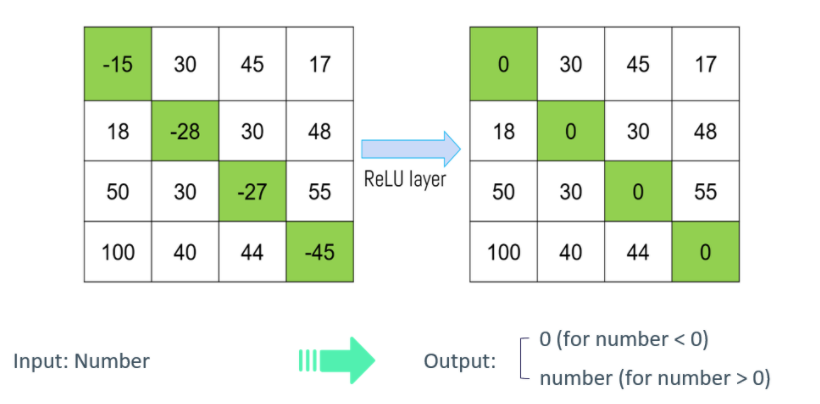 -15 30 45 17 0 30 45 17
18 -28 30 48 18 0 30 48
ReLU layer
50 30 -27 55 50 30 0 55
100 40 44 -45 100 40 44 0
0 (for number < 0)
Input: Number Output:
number (for number > 0)